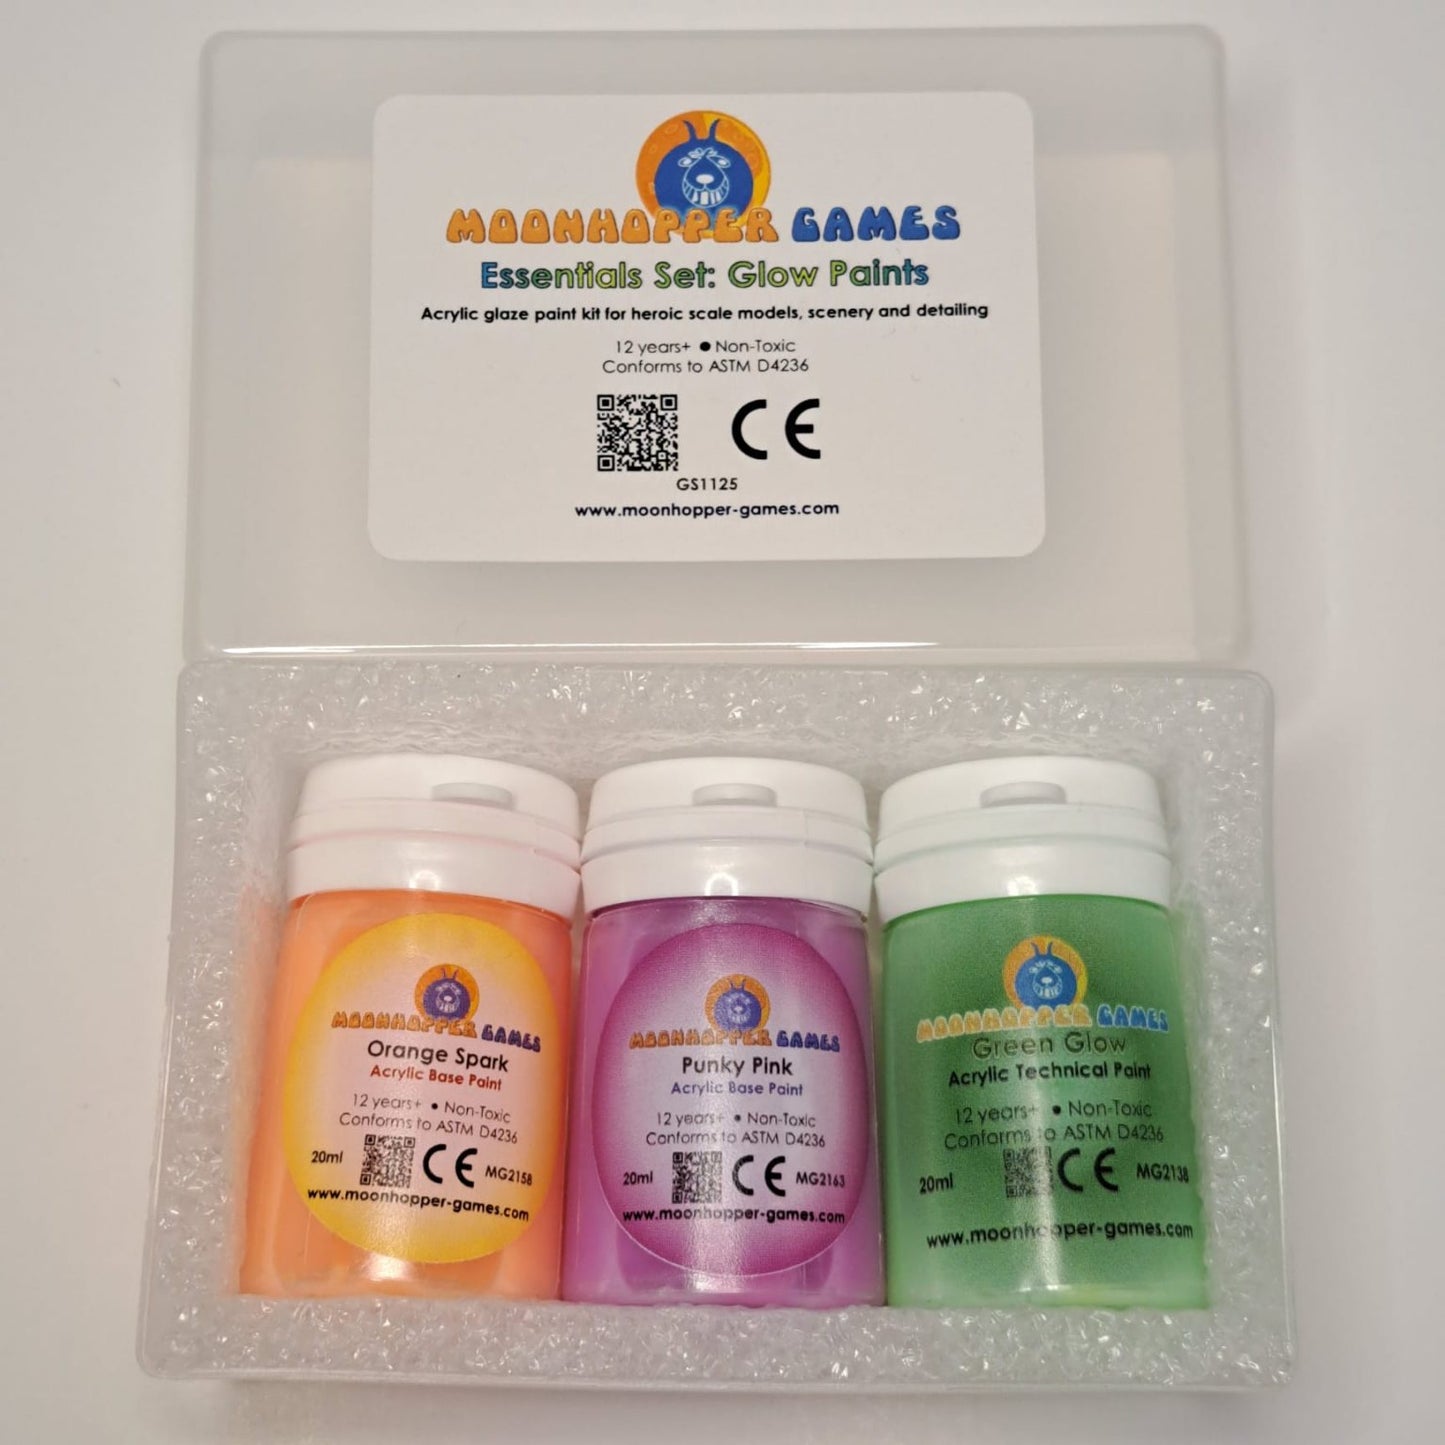 MOONHOPPER GAMES
Essentials Set: Glow Paints
Acrylic glaze paint kit for heroic scale models, scenery and detailing
12 years+ ● Non-Toxic
Conforms to ASTM D4236
CE
GS1125
www.moonhopper-games.com
MOONHOPPER GAMES
Orange Spark
Acrylic Base Paint
12 years+ ● Non-Toxic
Conforms to ASTM D4236
20ml CE MG2158
www.moonhopper-games.com
MOONHOPPER GAMES
Punky Pink
Acrylic Base Paint
12 years+ ● Non-Toxic
Conforms to ASTM D4236
20ml CE MG2163
www.moonhopper-games.com
MOONHOPPER GAMES
Green Glow
Acrylic Technical Paint
12 years+ ● Non-Toxic
Conforms to ASTM D4236
20ml CE MG2138
www.moonhopper-games.com